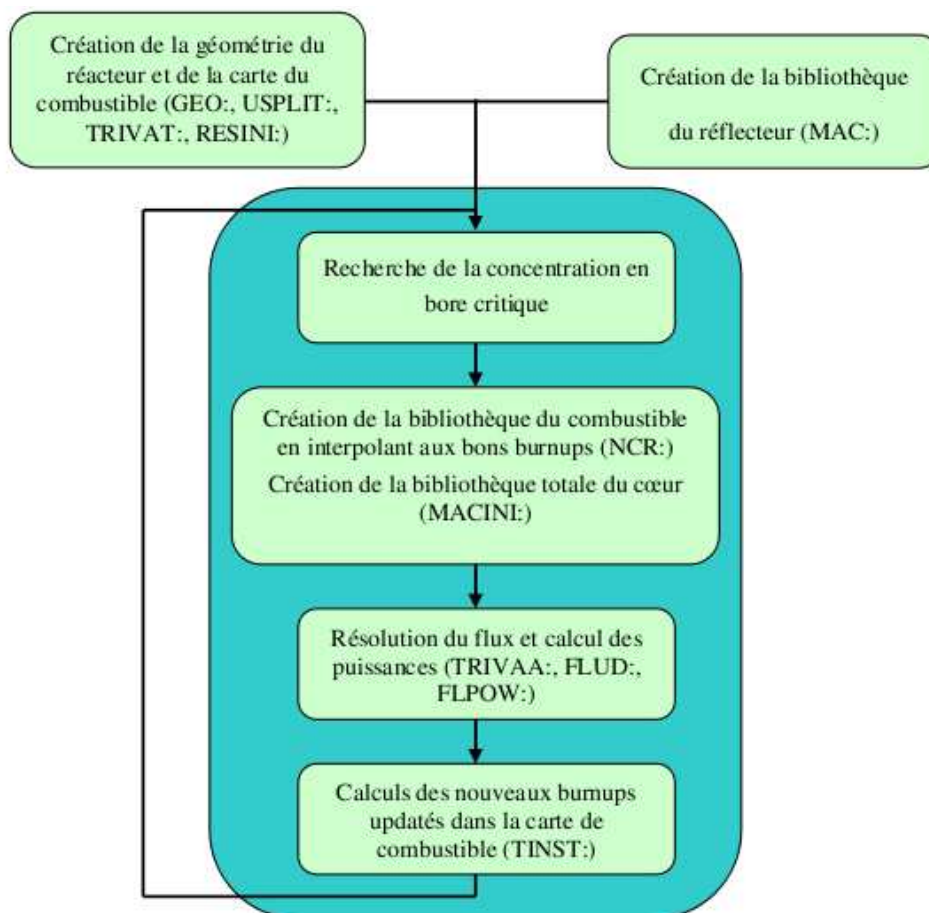 Création de la géométrie du
réacteur et de la carte du
combustible (GEO:, USPLIT:,
TRIVAT:, RESINI:)
Création de la bibliothèque
du réflecteur (MAC:)
Recherche de la concentration en
bore critique
Création de la bibliothèque du combustible
en interpolant aux bons burnups (NCR:)
Création de la bibliothèque totale du cœur
(MACINI:)
Résolution du flux et calcul des
puissances (TRIVAA:, FLUD:,
FLPOW:)
Calculs des nouveaux burnups
updatés dans la carte de
combustible (TINST:)